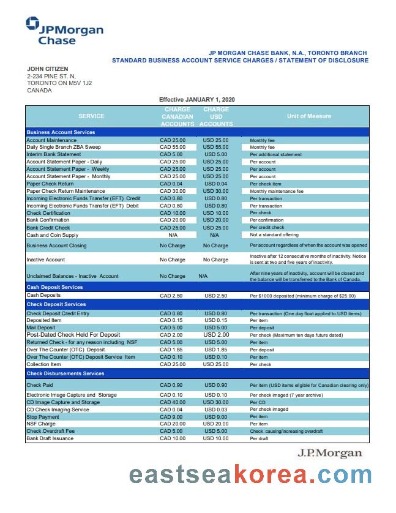 JPMorgan
Chase
JP MORGAN CHASE BANK, N.A., TORONTO BRANCH
STANDARD BUSINESS ACCOUNT SERVICE CHARGES / STATEMENT OF DISCLOSURE
JOHN CITIZEN
2-234 PINE ST. N,
TORONTO ON M5V 1J2
CANADA
Effective JANUARY 1, 2020
SERVICE CHARGE CANADIAN ACCOUNTS CHARGE USD ACCOUNTS Unit of Measure
Business Account Services
Account Maintenance CAD 25.00 USD 25.00 Monthly fee
Daily Single Branch ZBA Sweep CAD 55.00 USD 55.00 Monthly fee
Interim Bank Statement CAD 5.00 USD 5.00 Per additional statement
Account Statement Paper - Daily CAD 25.00 USD 25.00 Per account
Account Statement Paper - Weekly CAD 25.00 USD 25.00 Per account
Account Statement Paper - Monthly CAD 25.00 USD 25.00 Per account
Paper Check Return CAD 0.04 USD 0.04 Per check item
Paper Check Return Maintenance CAD 30.00 USD 30.00 Monthly maintenance fee
Incoming Electronic Funds Transfer (EFT) Credit CAD 0.80 USD 0.80 Per transaction
Incoming Electronic Funds Transfer (EFT) Debit CAD 0.80 USD 0.80 Per transaction
Check Certification CAD 10.00 USD 10.00 Per check
Bank Confirmation CAD 20.00 USD 20.00 Per confirmation
Bank Credit Check CAD 25.00 USD 25.00 Per credit check
Cash and Coin Supply N/A N/A Not a standard offering
Business Account Closing No Charge No Charge Per account regardless of when the account was opened
Inactive Account No Charge No Charge Inactive after 12 consecutive months of inactivity. Notice
is sent at two and five years of inactivity.
Unclaimed Balances - Inactive Account No Charge N/A After nine years of inactivity, account will be closed and
the balance will be transferred to the Bank of Canada.
Cash Deposit Services
Cash Deposits CAD 2.50 USD 2.50 Per $1000 deposited (minimum charge of $25.00)
Check Deposit Services
Check Deposit Credit Entry CAD 0.80 USD 0.80 Per transaction (One day float applied to USD items)
Deposited Item CAD 0.15 USD 0.15 Per item
Mail Deposit CAD 5.00 USD 5.00 Per deposit
Post-Dated Check Held For Deposit CAD 2.00 USD 2.00 Per check (Maximum ten days future dated)
Returned Check - for any reason including NSF CAD 5.00 USD 5.00 Per item
Over The Counter (OTC) Deposit CAD 1.85 USD 1.85 Per deposit
Over The Counter (OTC) Deposit Service Item CAD 0.10 USD 0.10 Per item
Collection Item CAD 25.00 USD 25.00 Per check
Check Disbursements Services
Check Paid CAD 0.90 USD 0.90 Per item (USD items eligible for Canadian clearing only)
Electronic Image Capture and Storage CAD 0.10 USD 0.10 Per check imaged (7 year archive)
CD Image Capture and Storage CAD 40.00 USD 30.00 Per CD
CD Check Imaging Service CAD 0.04 USD 0.03 Per check imaged
Stop Payment CAD 9.00 USD 9.00 Per item
NSF Charge CAD 20.00 USD 20.00 Per item
Check Overdraft Fee CAD 5.00 USD 5.00 Check causing/increasing overdraft
Bank Draft Issuance CAD 10.00 USD 10.00 Per draft
J.P.Morgan
eastseakorea.com